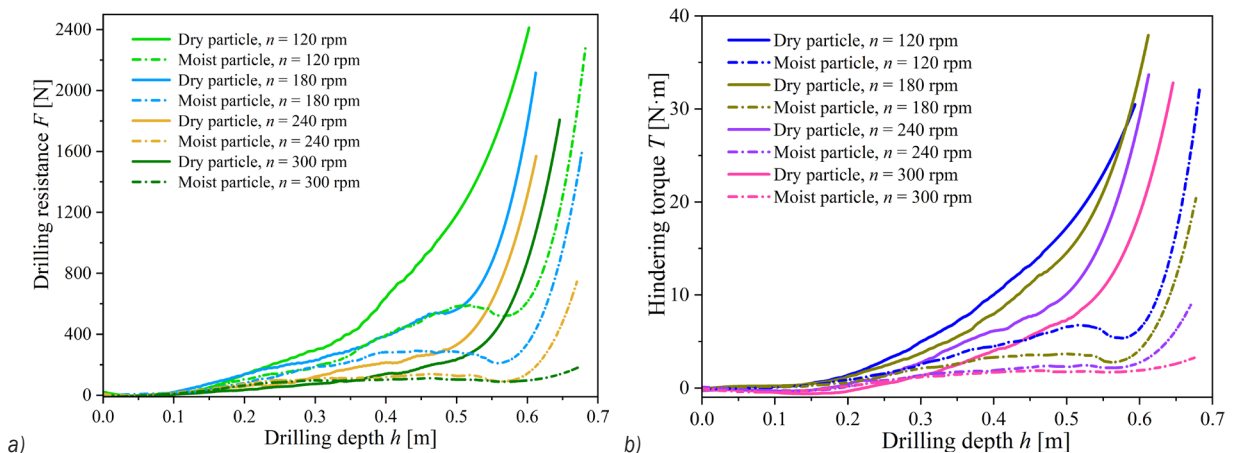 2400
2000
1600
1200
800
400
0
Drilling resistance F [N]
Dry particle, n = 120 rpm
Moist particle, n = 120 rpm
Dry particle, n = 180 rpm
Moist particle, n = 180 rpm
Dry particle, n = 240 rpm
Moist particle, n = 240 rpm
Dry particle, n = 300 rpm
Moist particle, n = 300 rpm
0.0 0.1 0.2 0.3 0.4 0.5 0.6 0.7
Drilling depth h [m]
a)
40
30
20
10
0
Hindering torque T [N·m]
Dry particle, n = 120 rpm
Moist particle, n = 120 rpm
Dry particle, n = 180 rpm
Moist particle, n = 180 rpm
Dry particle, n = 240 rpm
Moist particle, n = 240 rpm
Dry particle, n = 300 rpm
Moist particle, n = 300 rpm
0.0 0.1 0.2 0.3 0.4 0.5 0.6 0.7
Drilling depth h [m]
b)